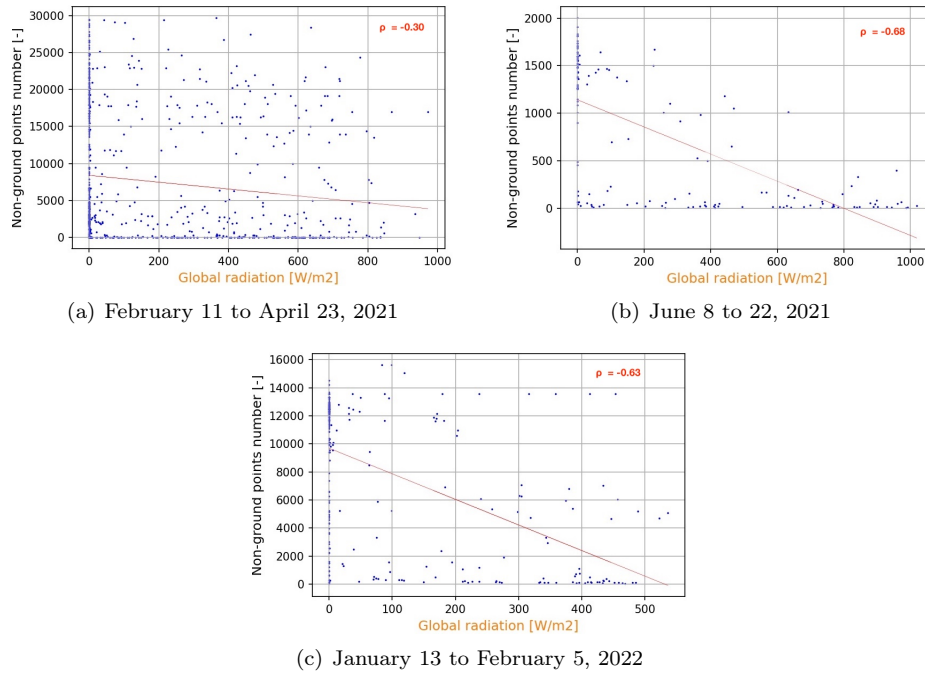 30000
25000
20000
15000
10000
5000
0
Non-ground points number [-]
ρ = -0.30
0 200 400 600 800 1000
Global radiation [W/m2]
(a) February 11 to April 23, 2021
2000
1500
1000
500
0
Non-ground points number [-]
ρ = -0.68
0 200 400 600 800 1000
Global radiation [W/m2]
(b) June 8 to 22, 2021
16000
14000
12000
10000
8000
6000
4000
2000
0
Non-ground points number [-]
ρ = -0.63
0 100 200 300 400 500
Global radiation [W/m2]
(c) January 13 to February 5, 2022